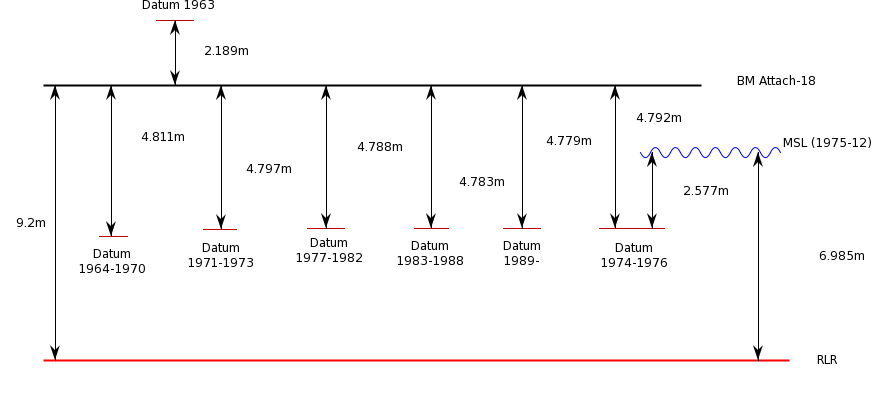 Datum 1963
2.189m
BM Attach-18
4.811m
4.797m
4.788m
4.783m
4.779m
4.792m
MSL (1975-12)
2.577m
9.2m
Datum
1964-1970
Datum
1971-1973
Datum
1977-1982
Datum
1983-1988
Datum
1989-
Datum
1974-1976
6.985m
RLR